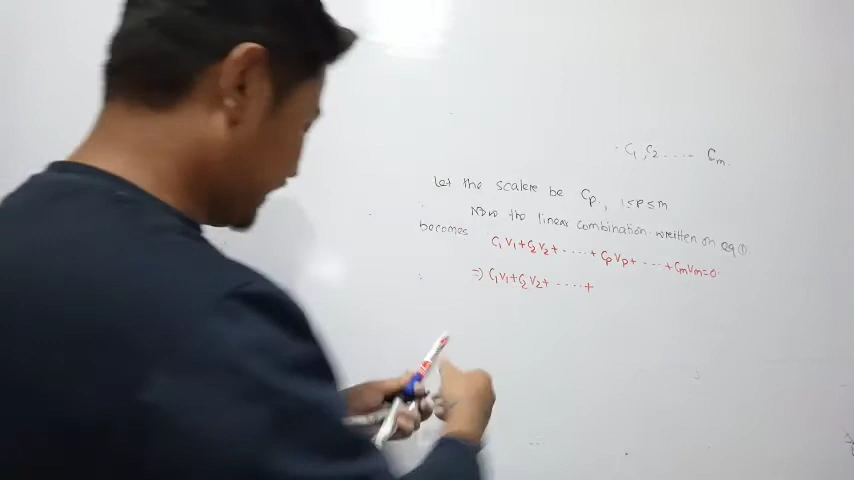 C₁, C₂ ..... Cm.
Let the scalere be Cp, 1≤P≤m
Now the linear combination written on eq ①
becomes C₁V₁+C₂V₂+.....+CpVp+....+CmVm=0
⇒) C₁V₁+C₂V₂+.....+